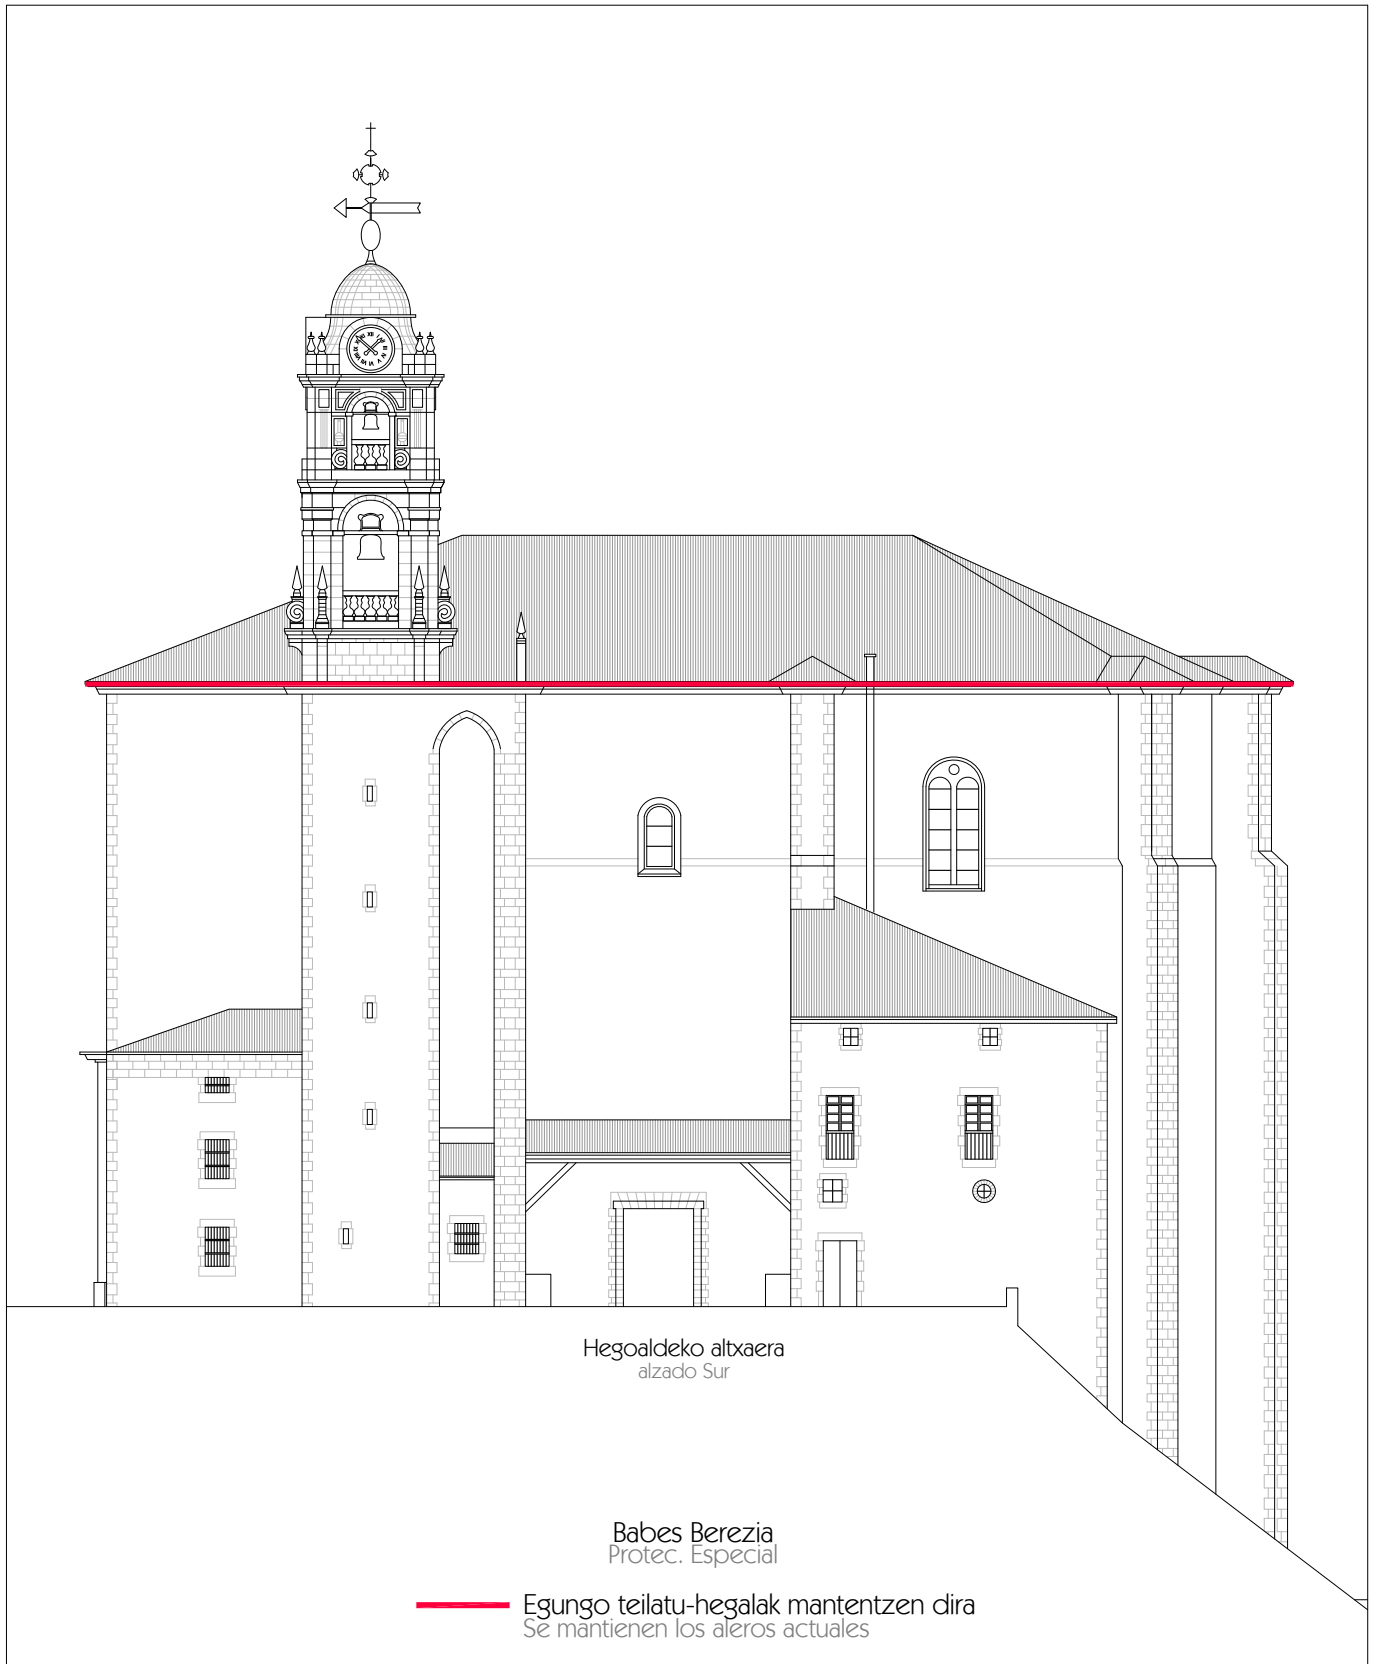 Hegoaldeko altxaera
alzado Sur
Babes Berezia
Protec. Especial
Egungo teilatu-hegalak mantentzen dira
Se mantienen los aleros actuales